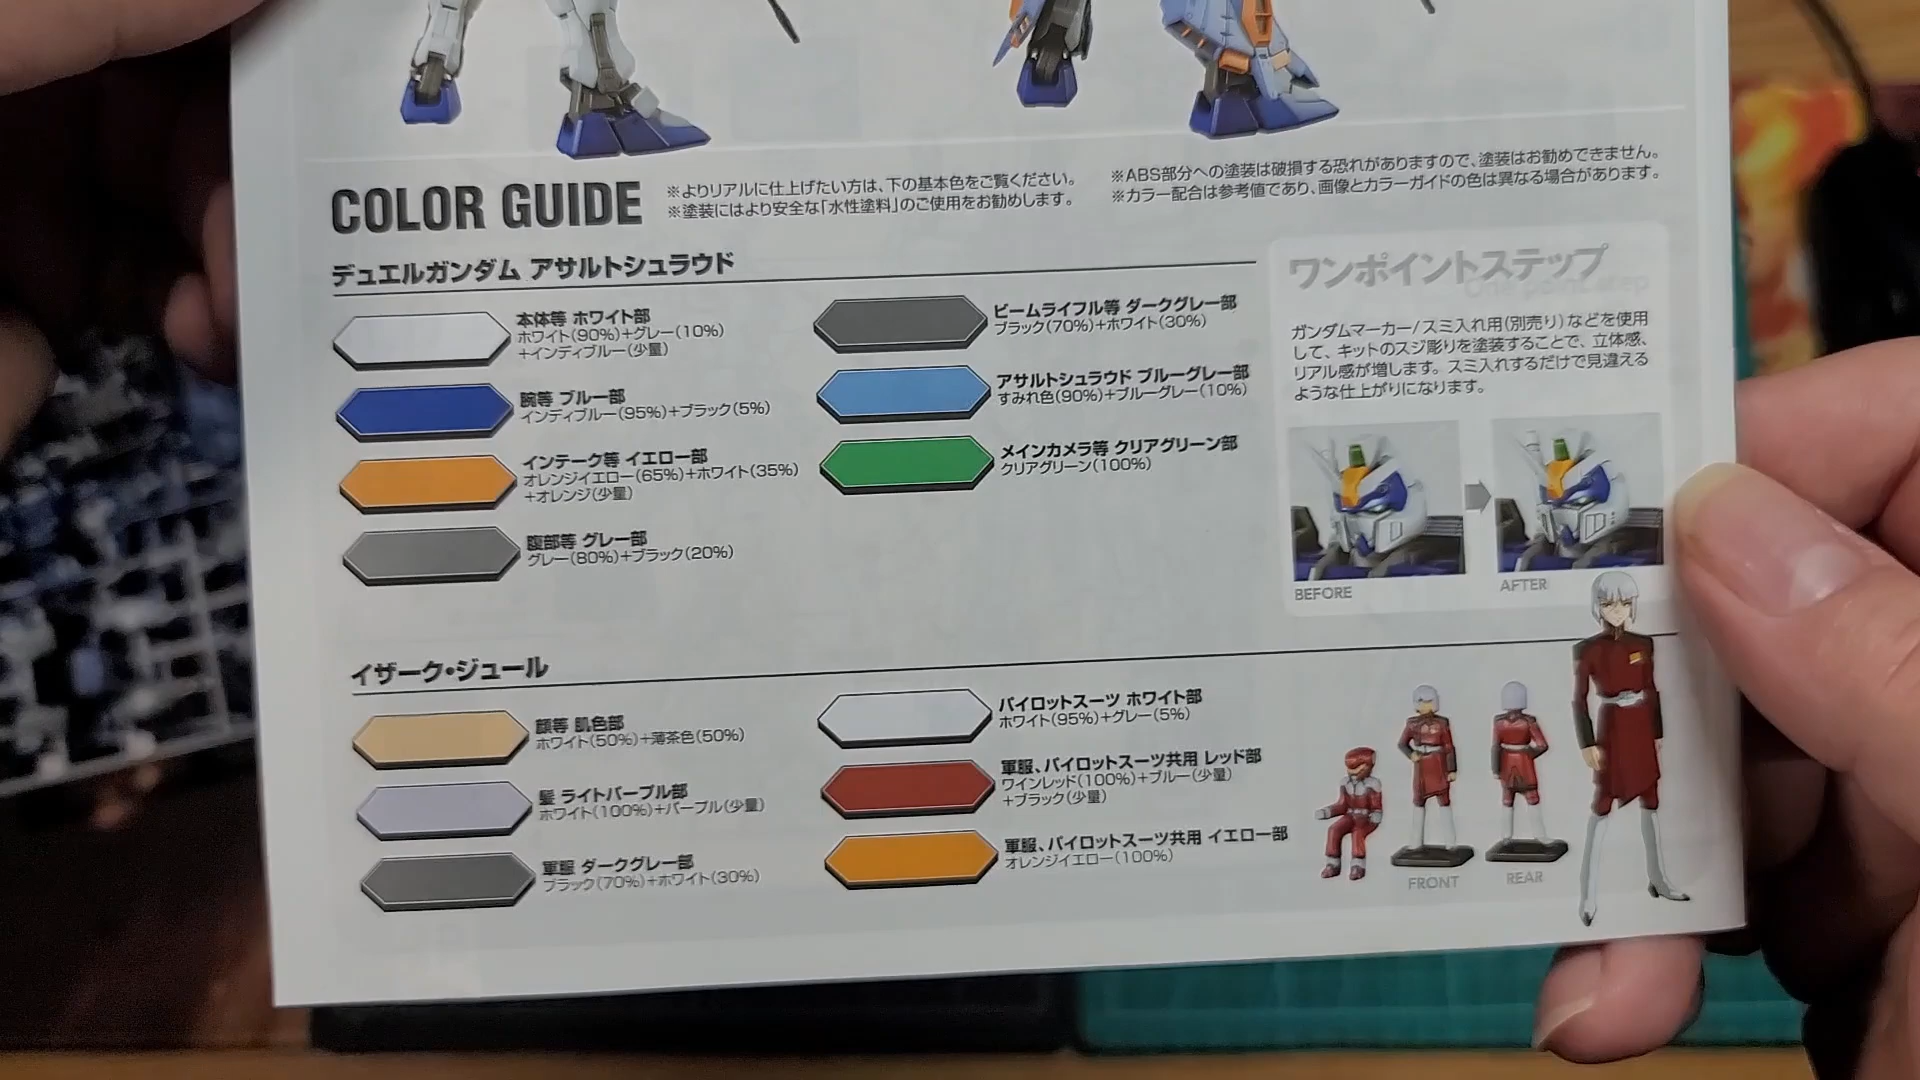 COLOR GUIDE
※よりリアルに仕上げたい方は、下の基本色をご覧ください。
※塗装にはより安全な「水性塗料」のご使用をお勧めします。
※ABS部分への塗装は破損する恐れがありますので、塗装はお勧めできません。
※カラー配合は参考値であり、画像とカラーガイドの色は異なる場合があります。
デュエルガンダム アサルトシュラウド
本体等 ホワイト部
ホワイト(90%)+グレー(10%)
+インディブルー(少量)
腕等 ブルー部
インディブルー(95%)+ブラック(5%)
インテーク等 イエロー部
オレンジイエロー(65%)+ホワイト(35%)
+オレンジ(少量)
腹部等 グレー部
グレー(80%)+ブラック(20%)
ビームライフル等 ダークグレー部
ブラック(70%)+ホワイト(30%)
アサルトシュラウド ブルーグレー部
すみれ色(90%)+ブルーグレー(10%)
メインカメラ等 クリアグリーン部
クリアグリーン(100%)
ワンポイントステップ
One point step
ガンダムマーカー/スミ入れ用(別売り)などを使用
して、キットのスジ彫りを塗装することで、立体感、
リアル感が増します。スミ入れするだけで見違える
ような仕上がりになります。
BEFORE
AFTER
イザーク・ジュール
顔等 肌色部
ホワイト(50%)+薄茶色(50%)
髪 ライトパープル部
ホワイト(100%)+パープル(少量)
軍服 ダークグレー部
ブラック(70%)+ホワイト(30%)
パイロットスーツ ホワイト部
ホワイト(95%)+グレー(5%)
軍服、パイロットスーツ共用 レッド部
ワインレッド(100%)+ブルー(少量)
+ブラック(少量)
軍服、パイロットスーツ共用 イエロー部
オレンジイエロー(100%)
FRONT
REAR